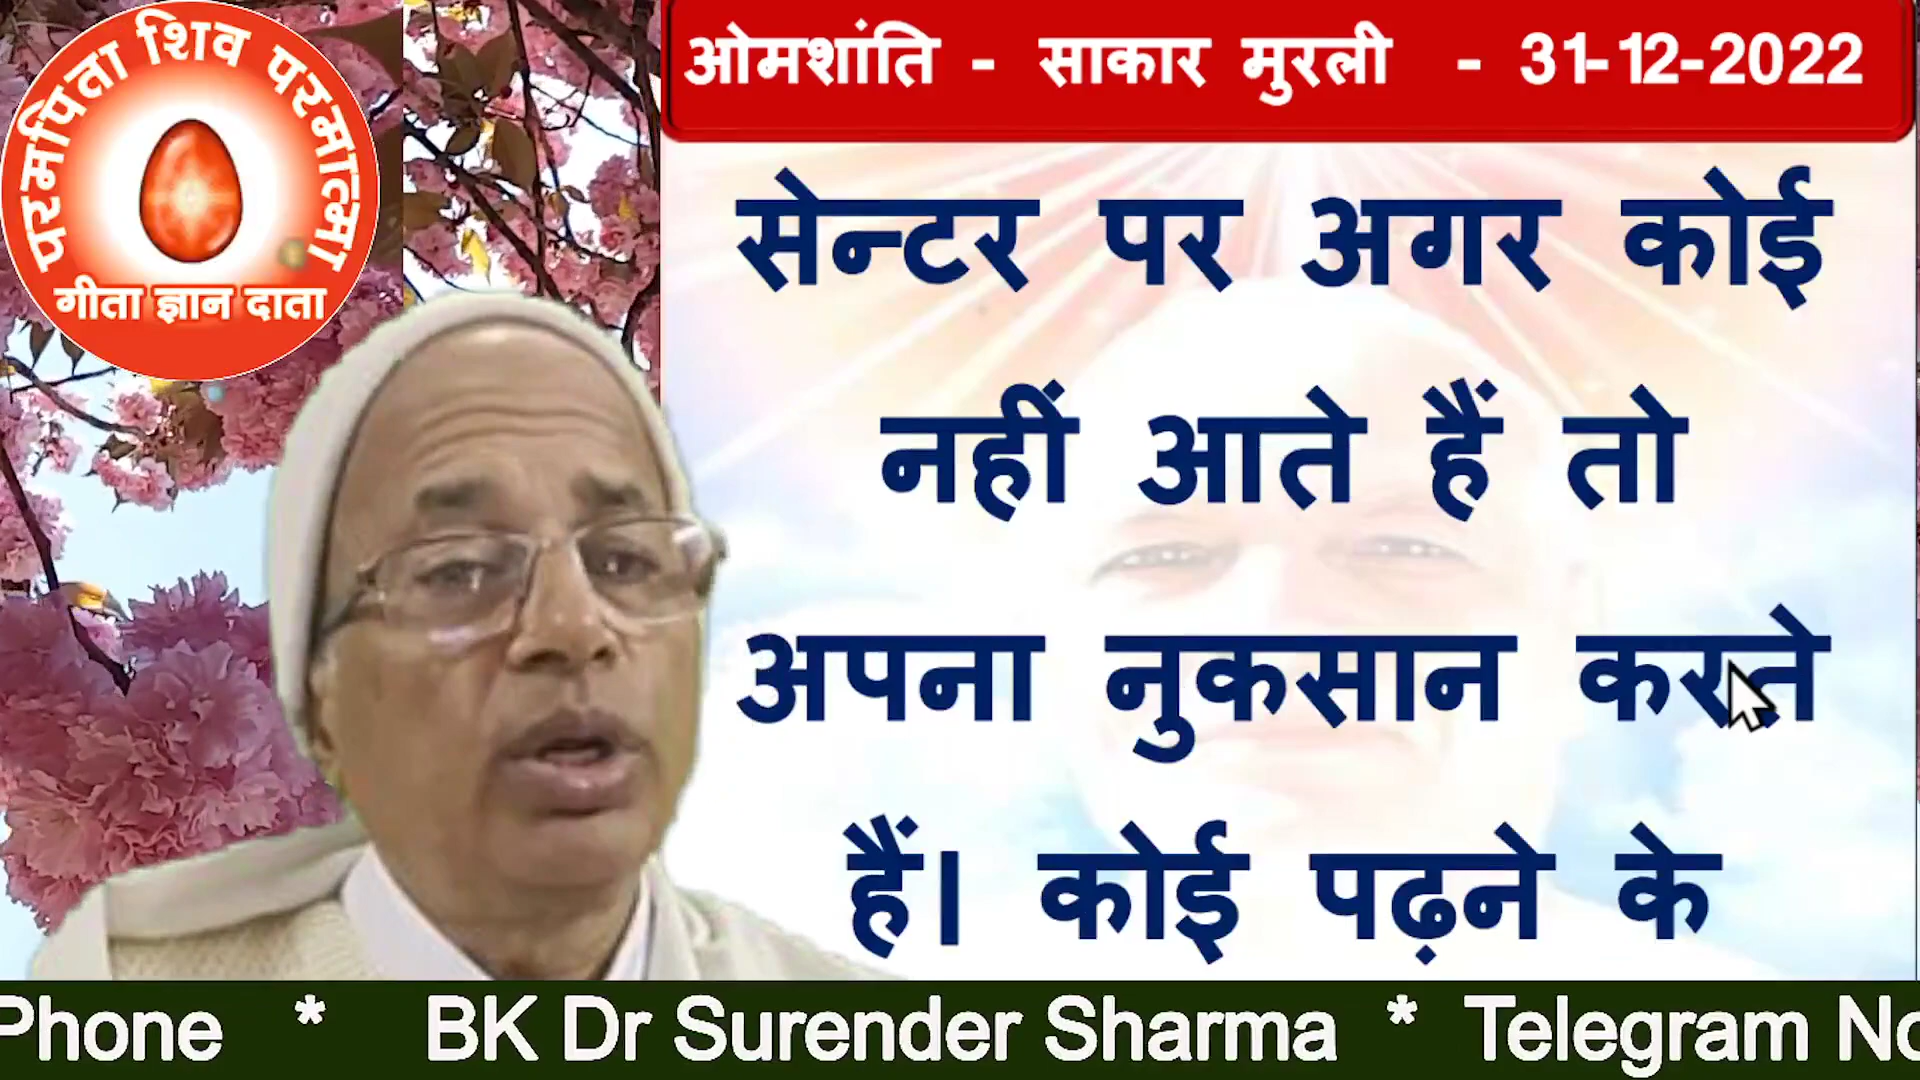 परमपिता शिव परमात्मा
गीता ज्ञान दाता
ओमशांति - साकार मुरली - 31-12-2022
सेन्टर पर अगर कोई
नहीं आते हैं तो
अपना नुकसान करते
हैं। कोई पढ़ने के
Phone * BK Dr Surender Sharma * Telegram No